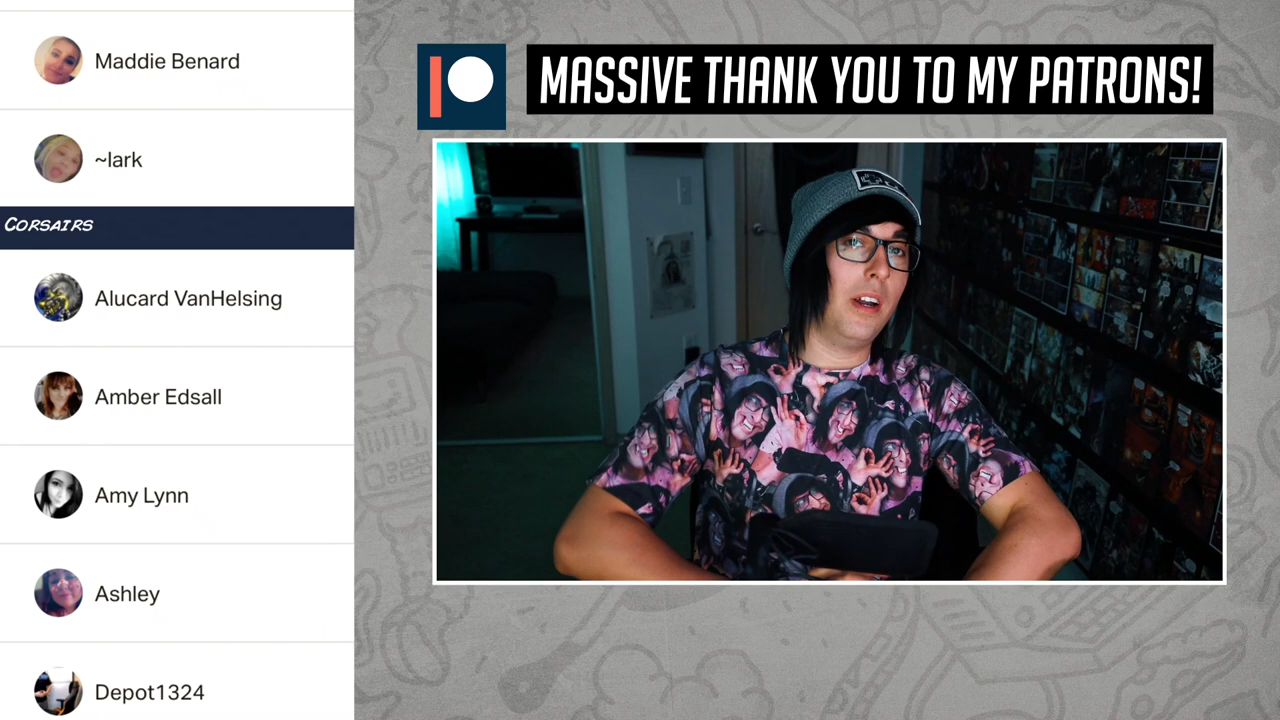 Maddie Benard
~lark
CORSAIRS
Alucard VanHelsing
Amber Edsall
Amy Lynn
Ashley
Depot1324
MASSIVE THANK YOU TO MY PATRONS!